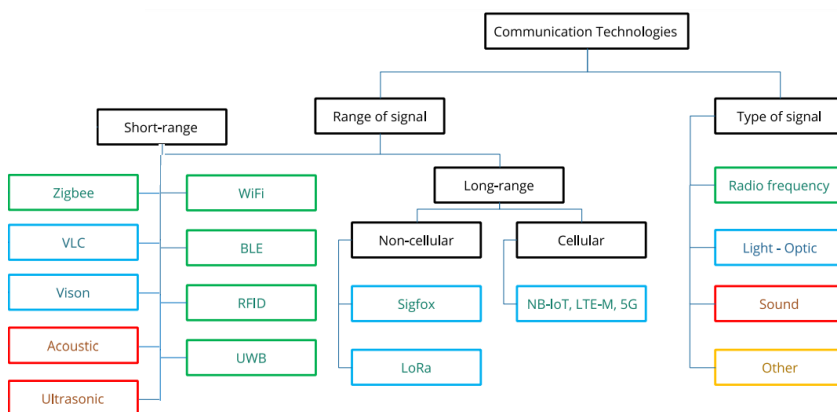 Communication Technologies
Range of signal
Type of signal
Short-range
Long-range
Zigbee
WiFi
Radio frequency
VLC
BLE
Non-cellular
Cellular
Light - Optic
Vison
RFID
Sigfox
NB-IoT, LTE-M, 5G
Sound
Acoustic
UWB
LoRa
Other
Ultrasonic